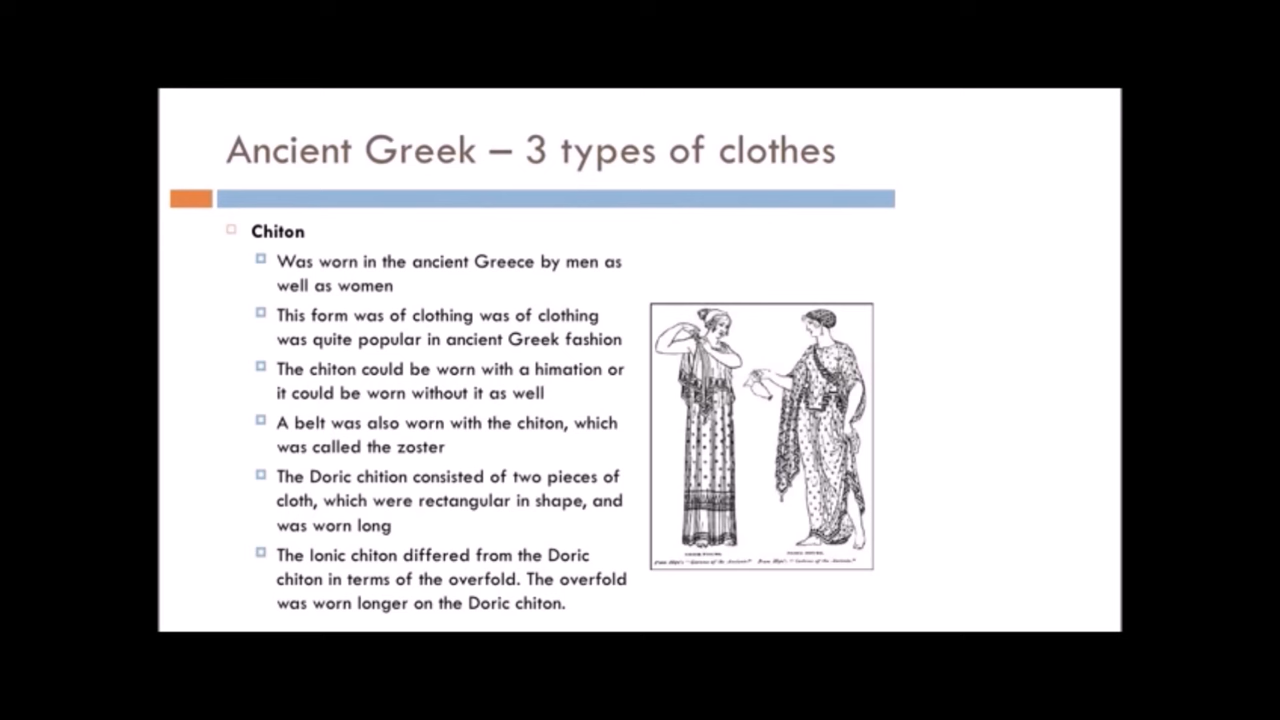 Ancient Greek – 3 types of clothes
Chiton
Was worn in the ancient Greece by men as
well as women
This form was of clothing was of clothing
was quite popular in ancient Greek fashion
The chiton could be worn with a himation or
it could be worn without it as well
A belt was also worn with the chiton, which
was called the zoster
The Doric chition consisted of two pieces of
cloth, which were rectangular in shape, and
was worn long
The Ionic chiton differed from the Doric
chiton in terms of the overfold. The overfold
was worn longer on the Doric chiton.